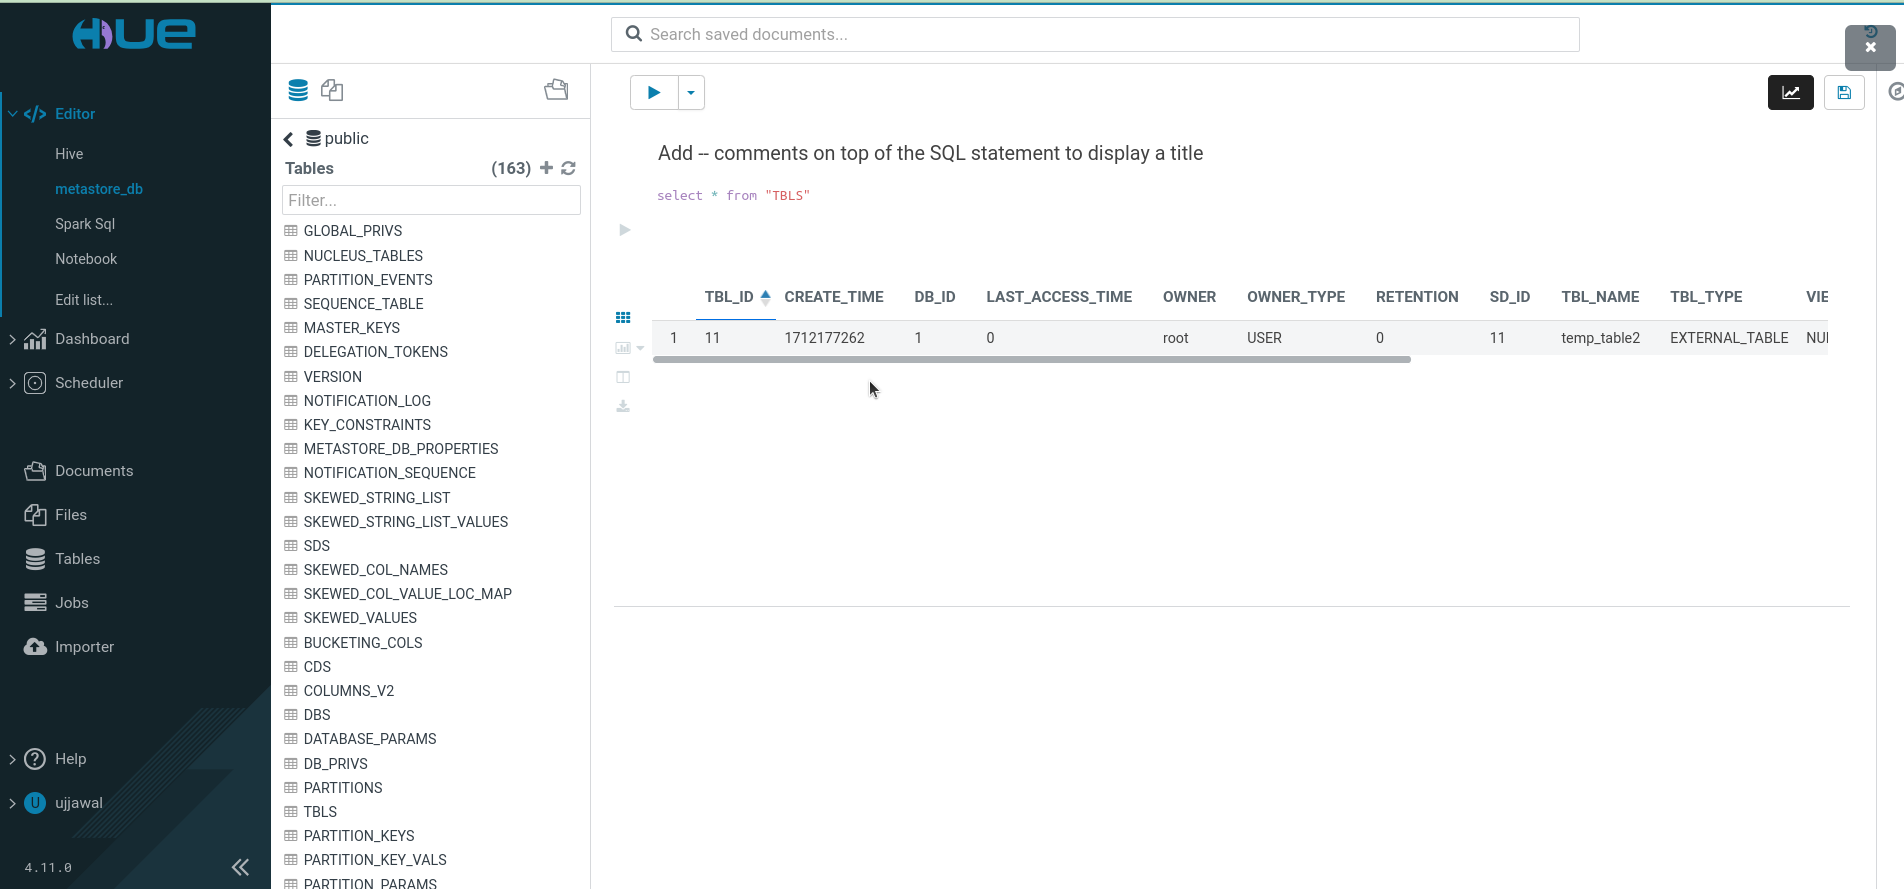 HUE
Search saved documents...
Editor
Hive
metastore_db
Spark Sql
Notebook
Edit list...
Dashboard
Scheduler
Documents
Files
Tables
Jobs
Importer
Help
U ujjawal
4.11.0
public
Tables (163)
Filter...
GLOBAL_PRIVS
NUCLEUS_TABLES
PARTITION_EVENTS
SEQUENCE_TABLE
MASTER_KEYS
DELEGATION_TOKENS
VERSION
NOTIFICATION_LOG
KEY_CONSTRAINTS
METASTORE_DB_PROPERTIES
NOTIFICATION_SEQUENCE
SKEWED_STRING_LIST
SKEWED_STRING_LIST_VALUES
SDS
SKEWED_COL_NAMES
SKEWED_COL_VALUE_LOC_MAP
SKEWED_VALUES
BUCKETING_COLS
CDS
COLUMNS_V2
DBS
DATABASE_PARAMS
DB_PRIVS
PARTITIONS
TBLS
PARTITION_KEYS
PARTITION_KEY_VALS
PARTITION_PARAMS
Add -- comments on top of the SQL statement to display a title
select * from "TBLS"
TBL_ID CREATE_TIME DB_ID LAST_ACCESS_TIME OWNER OWNER_TYPE RETENTION SD_ID TBL_NAME TBL_TYPE VIE
1 11 1712177262 1 0 root USER 0 11 temp_table2 EXTERNAL_TABLE NUL